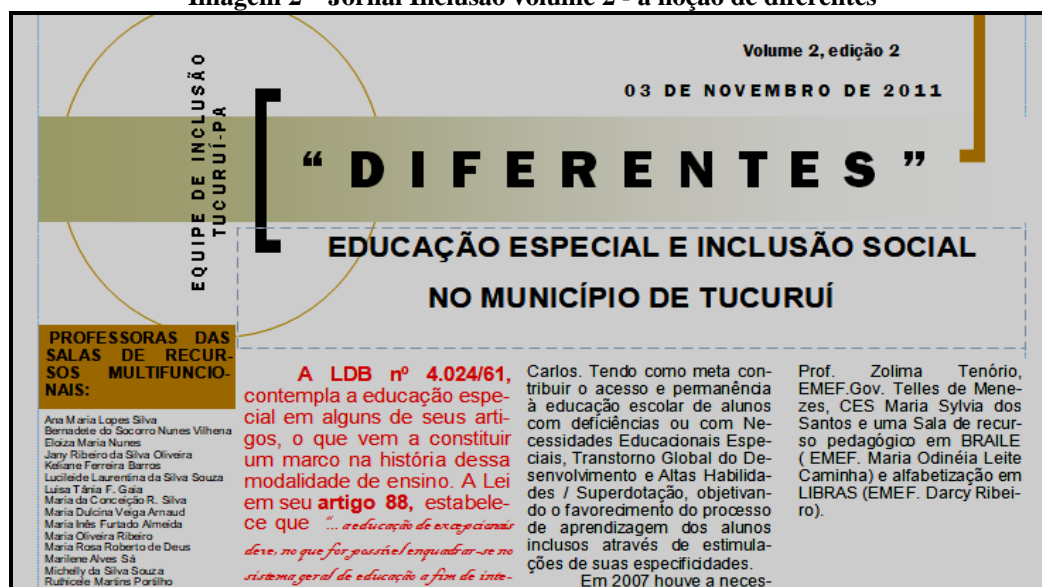 Imagem 2 – Jornal Inclusão volume 2 - a noção de diferentes
Volume 2, edição 2
03 DE NOVEMBRO DE 2011
EQUIPE DE INCLUSÃO
TUCURUÍ-PA
“DIFERENTES”
EDUCAÇÃO ESPECIAL E INCLUSÃO SOCIAL
NO MUNICÍPIO DE TUCURUÍ
PROFESSORAS DAS
SALAS DE RECUR-
SOS MULTIFUNCIO-
NAIS:
Ana Maria Lopes Silva
Bernadete do Socorro Nunes Vilhena
Eloiza Maria Nunes
Jany Ribeiro da Silva Oliveira
Keliane Ferreira Barros
Lucileide Laurentina da Silva Souza
Luisa Tânia F. Gaia
Maria da Conceição R. Silva
Maria Dulcina Veiga Arnaud
Maria Inês Furtado Almeida
Maria Oliveira Ribeiro
Maria Rosa Roberto de Deus
Marilene Alves Sá
Michelly da Silva Souza
Ruthicele Martins Portilho
A LDB nº 4.024/61,
contempla a educação espe-
cial em alguns de seus arti-
gos, o que vem a constituir
um marco na história dessa
modalidade de ensino. A Lei
em seu artigo 88, estabele-
ce que “... a educação de excepcionais
deve, no que for possível enquadrar-se no
sistema geral de educação a fim de inte-
Carlos. Tendo como meta con-
tribuir o acesso e permanência
à educação escolar de alunos
com deficiências ou com Ne-
cessidades Educacionais Espe-
ciais, Transtorno Global do De-
senvolvimento e Altas Habilida-
des / Superdotação, objetivan-
do o favorecimento do processo
de aprendizagem dos alunos
inclusos através de estimula-
ções de suas especificidades.
Em 2007 houve a neces-
Prof. Zolima Tenório,
EMEF.Gov. Telles de Mene-
zes, CES Maria Sylvia dos
Santos e uma Sala de recur-
so pedagógico em BRAILE
( EMEF. Maria Odinéia Leite
Caminha) e alfabetização em
LIBRAS (EMEF. Darcy Ribei-
ro).